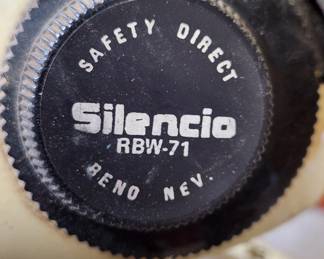 SAFETY DIRECT
Silencio
RBW-71
RENO NEV.